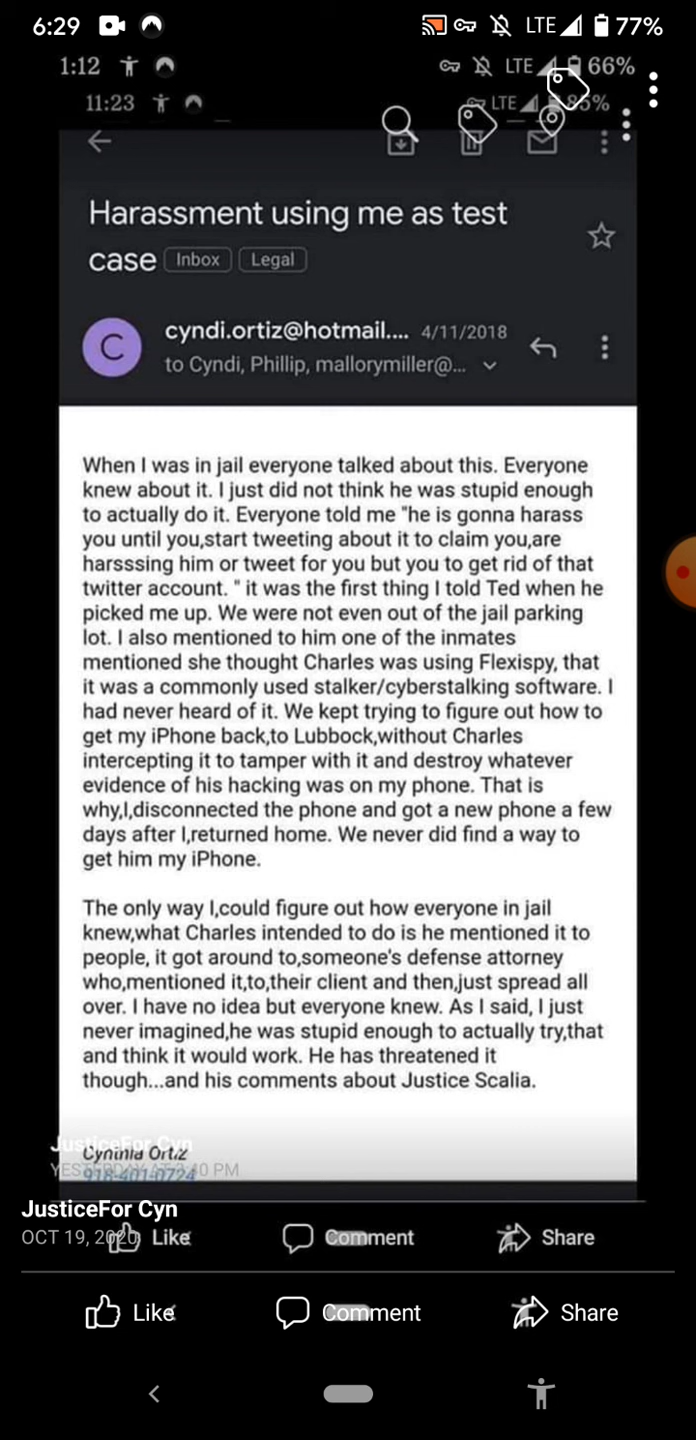 6:29 LTE 77%
1:12 LTE 66%
11:23 LTE 85%
Harassment using me as test
case Inbox Legal
C cyndi.ortiz@hotmail.... 4/11/2018
to Cyndi, Phillip, mallorymiller@...
When I was in jail everyone talked about this. Everyone
knew about it. I just did not think he was stupid enough
to actually do it. Everyone told me "he is gonna harass
you until you,start tweeting about it to claim you,are
harsssing him or tweet for you but you to get rid of that
twitter account. " it was the first thing I told Ted when he
picked me up. We were not even out of the jail parking
lot. I also mentioned to him one of the inmates
mentioned she thought Charles was using Flexispy, that
it was a commonly used stalker/cyberstalking software. I
had never heard of it. We kept trying to figure out how to
get my iPhone back,to Lubbock,without Charles
intercepting it to tamper with it and destroy whatever
evidence of his hacking was on my phone. That is
why,I,disconnected the phone and got a new phone a few
days after I,returned home. We never did find a way to
get him my iPhone.
The only way I,could figure out how everyone in jail
knew,what Charles intended to do is he mentioned it to
people, it got around to,someone's defense attorney
who,mentioned it,to,their client and then,just spread all
over. I have no idea but everyone knew. As I said, I just
never imagined,he was stupid enough to actually try,that
and think it would work. He has threatened it
though...and his comments about Justice Scalia.
JusticeFor Cyn
Cynthia Ortiz
YESTERDAY AT 3:40 PM
918-401-0724
JusticeFor Cyn
OCT 19, 2020
Like Comment Share
Like Comment Share